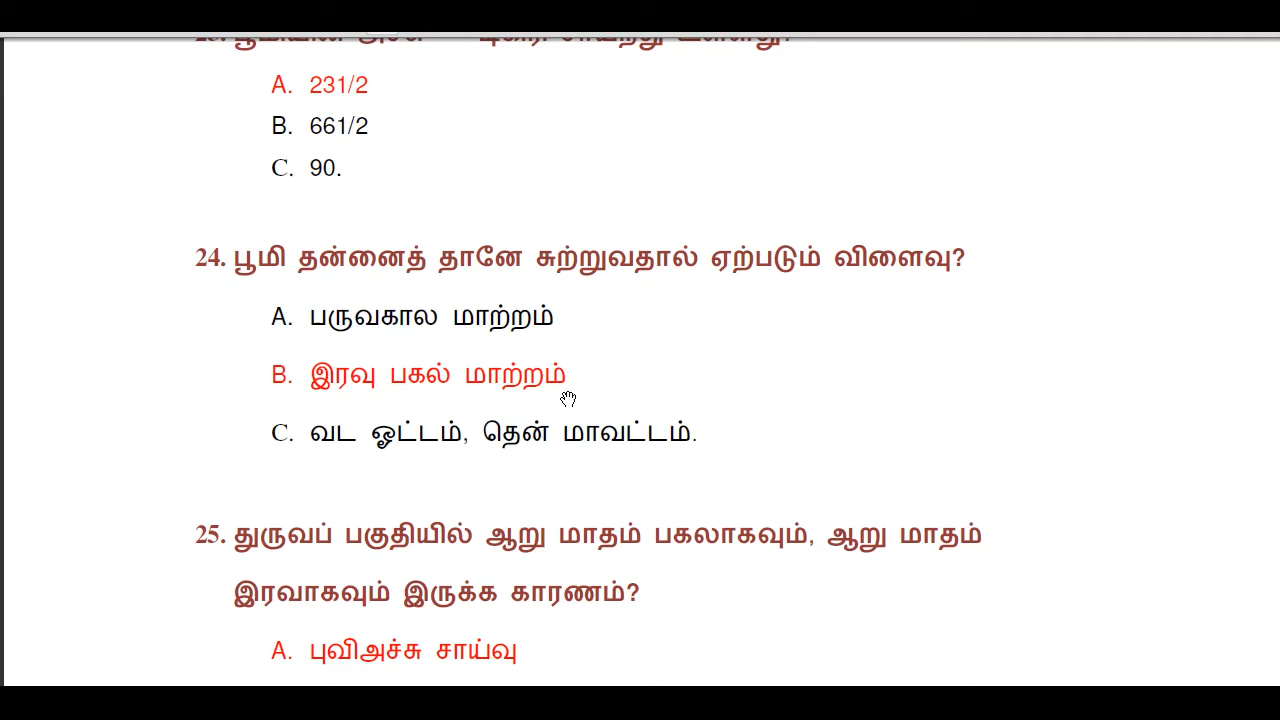 A. 231/2
B. 661/2
C. 90.
24. பூமி தன்னைத் தானே சுற்றுவதால் ஏற்படும் விளைவு?
A. பருவகால மாற்றம்
B. இரவு பகல் மாற்றம்
C. வட ஓட்டம், தென் மாவட்டம்.
25. துருவப் பகுதியில் ஆறு மாதம் பகலாகவும், ஆறு மாதம்
இரவாகவும் இருக்க காரணம்?
A. புவிஅச்சு சாய்வு